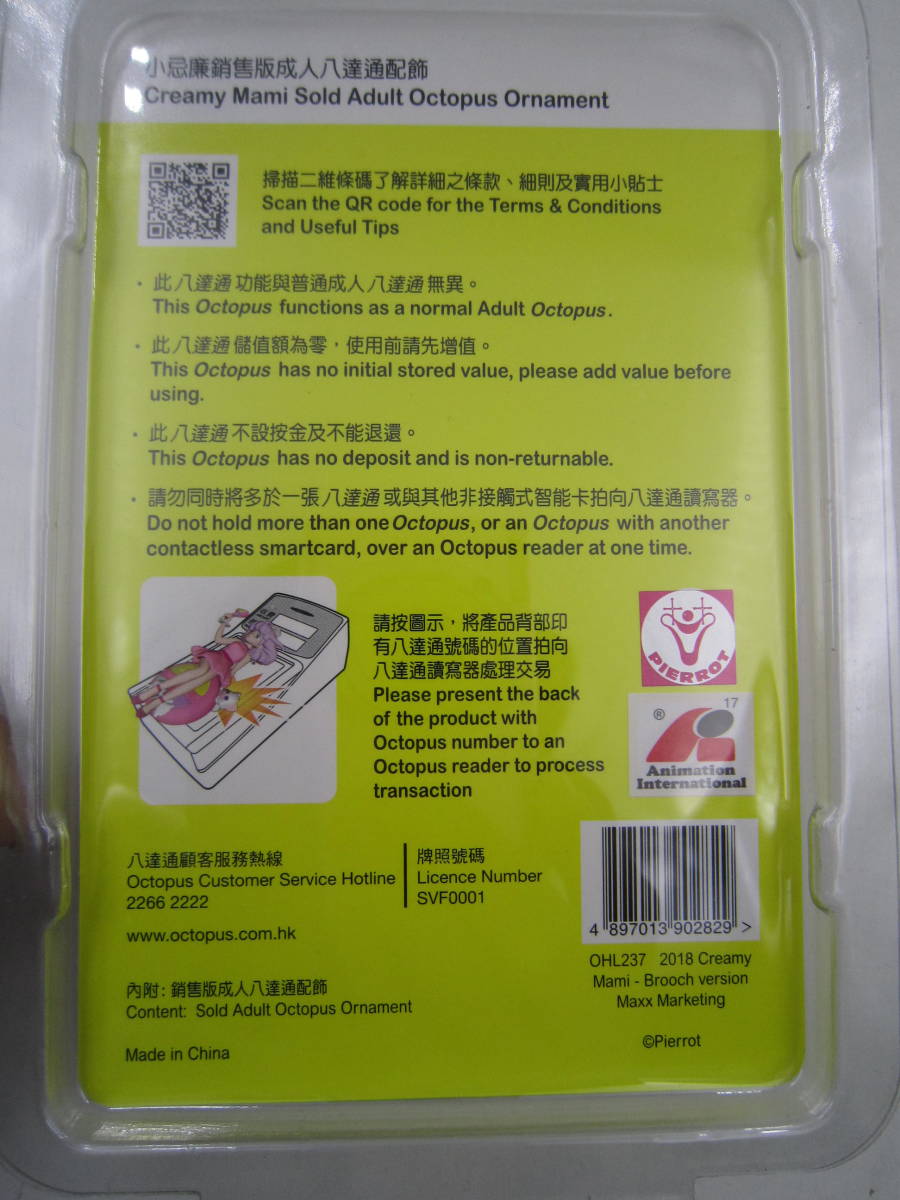 小忌廉銷售版成人八達通配飾
Creamy Mami Sold Adult Octopus Ornament
掃描二維條碼了解詳細之條款、細則及實用小貼士
Scan the QR code for the Terms & Conditions
and Useful Tips
· 此八達通功能與普通成人八達通無異。
This Octopus functions as a normal Adult Octopus.
· 此八達通儲值額為零，使用前請先增值。
This Octopus has no initial stored value, please add value before
using.
· 此八達通不設按金及不能退還。
This Octopus has no deposit and is non-returnable.
· 請勿同時將多於一張八達通或與其他非接觸式智能卡拍向八達通讀寫器。
Do not hold more than one Octopus, or an Octopus with another
contactless smartcard, over an Octopus reader at one time.
請按圖示，將產品背部印
有八達通號碼的位置拍向
八達通讀寫器處理交易
Please present the back
of the product with
Octopus number to an
Octopus reader to process
transaction
PIERROT
® 17
Animation
International
八達通顧客服務熱線
Octopus Customer Service Hotline
2266 2222
牌照號碼
Licence Number
SVF0001
www.octopus.com.hk
內附: 銷售版成人八達通配飾
Content: Sold Adult Octopus Ornament
Made in China
4 897013 902829 >
OHL237 2018 Creamy
Mami - Brooch version
Maxx Marketing
©Pierrot